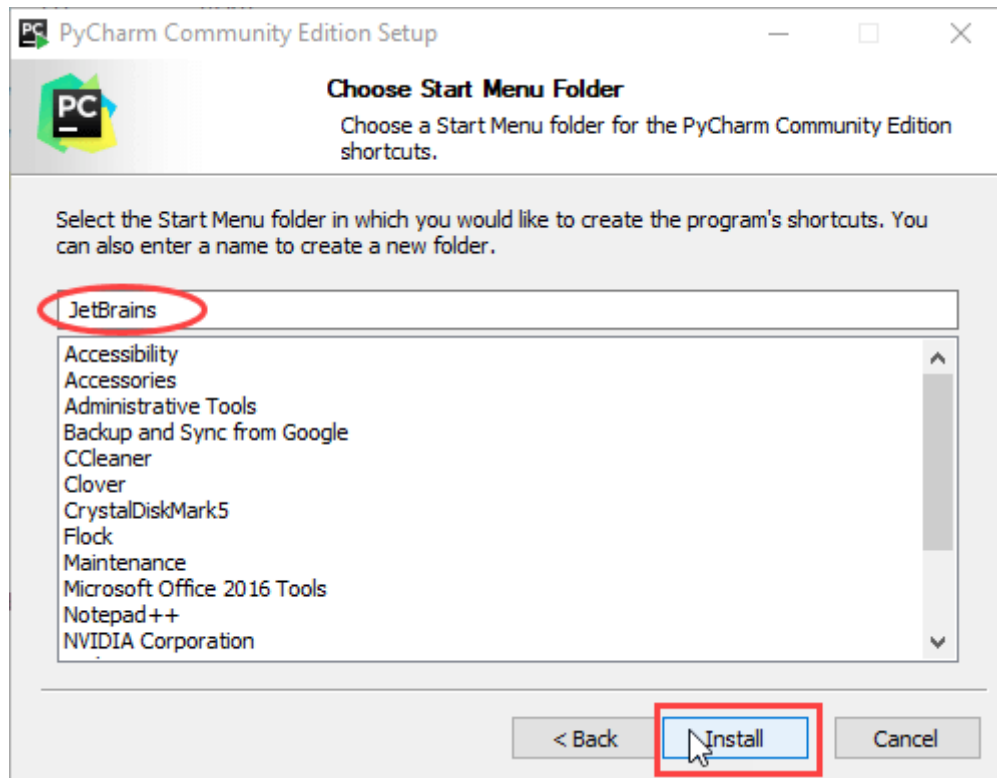 PyCharm Community Edition Setup
Choose Start Menu Folder
Choose a Start Menu folder for the PyCharm Community Edition
shortcuts.
PC
Select the Start Menu folder in which you would like to create the program's shortcuts. You
can also enter a name to create a new folder.
JetBrains
Accessibility
Accessories
Administrative Tools
Backup and Sync from Google
CCleaner
Clover
CrystalDiskMark5
Flock
Maintenance
Microsoft Office 2016 Tools
Notepad++
NVIDIA Corporation
< Back
Install
Cancel